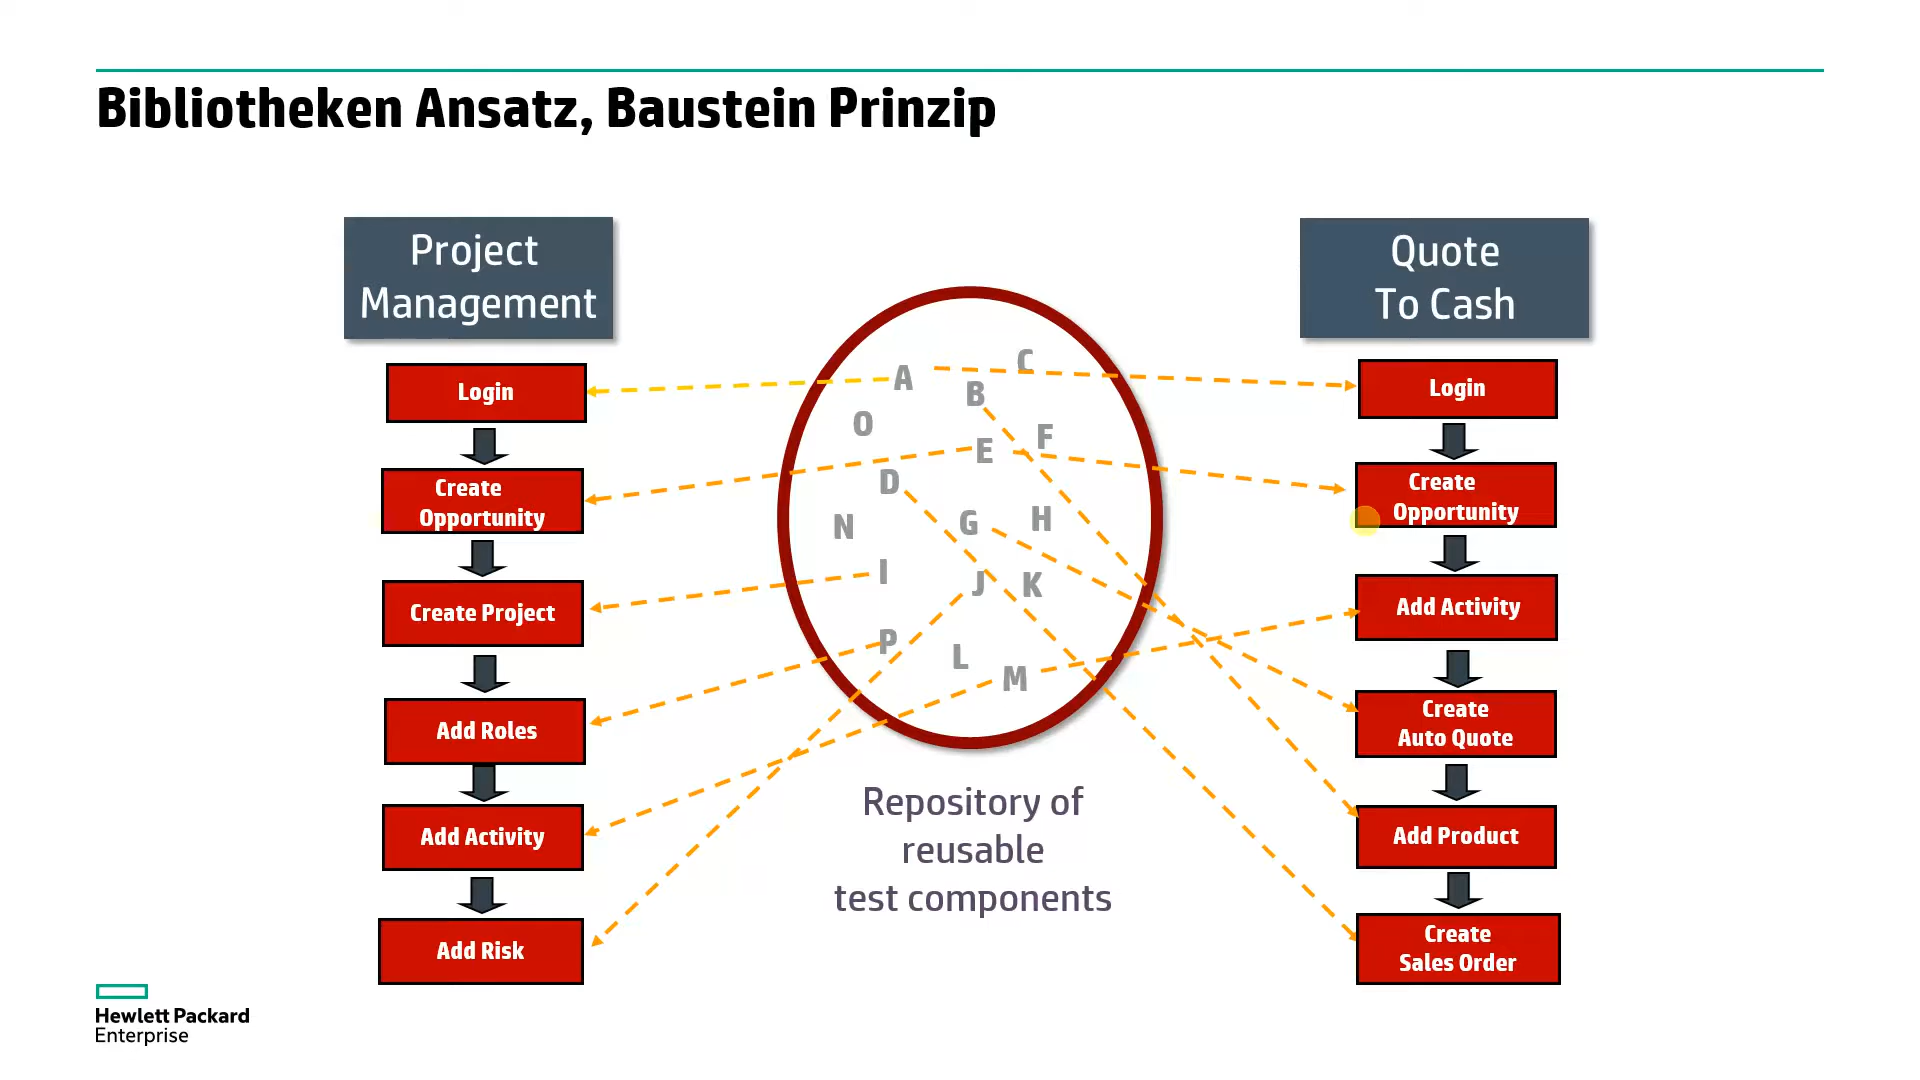 Bibliotheken Ansatz, Baustein Prinzip
Project
Management
Login
Create
Opportunity
Create Project
Add Roles
Add Activity
Add Risk
A
C
B
O
F
E
D
N
G
H
I
J
K
P
L
M
Repository of
reusable
test components
Quote
To Cash
Login
Create
Opportunity
Add Activity
Create
Auto Quote
Add Product
Create
Sales Order
Hewlett Packard
Enterprise